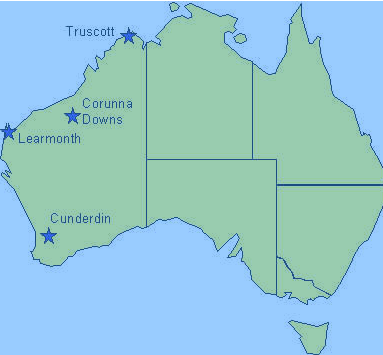 Truscott
Corunna
Downs
Learmonth
Cunderdin